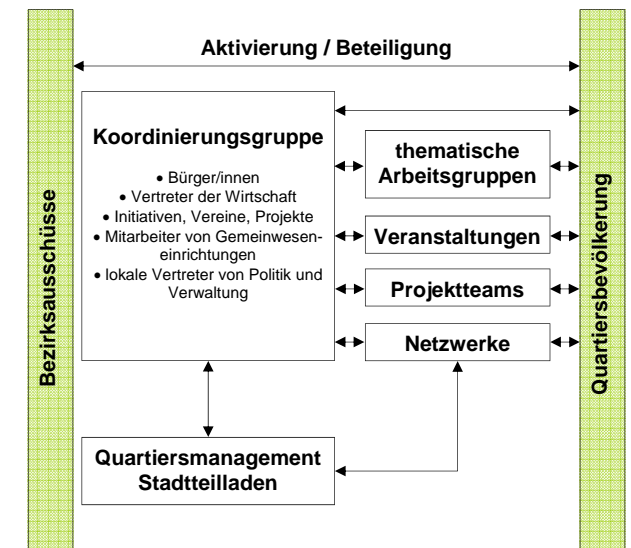 Aktivierung / Beteiligung
Bezirksausschüsse
Koordinierungsgruppe
• Bürger/innen
• Vertreter der Wirtschaft
• Initiativen, Vereine, Projekte
• Mitarbeiter von Gemeinwesen-
einrichtungen
• lokale Vertreter von Politik und
Verwaltung
thematische
Arbeitsgruppen
Veranstaltungen
Projektteams
Netzwerke
Quartiersbevölkerung
Quartiersmanagement
Stadtteilladen